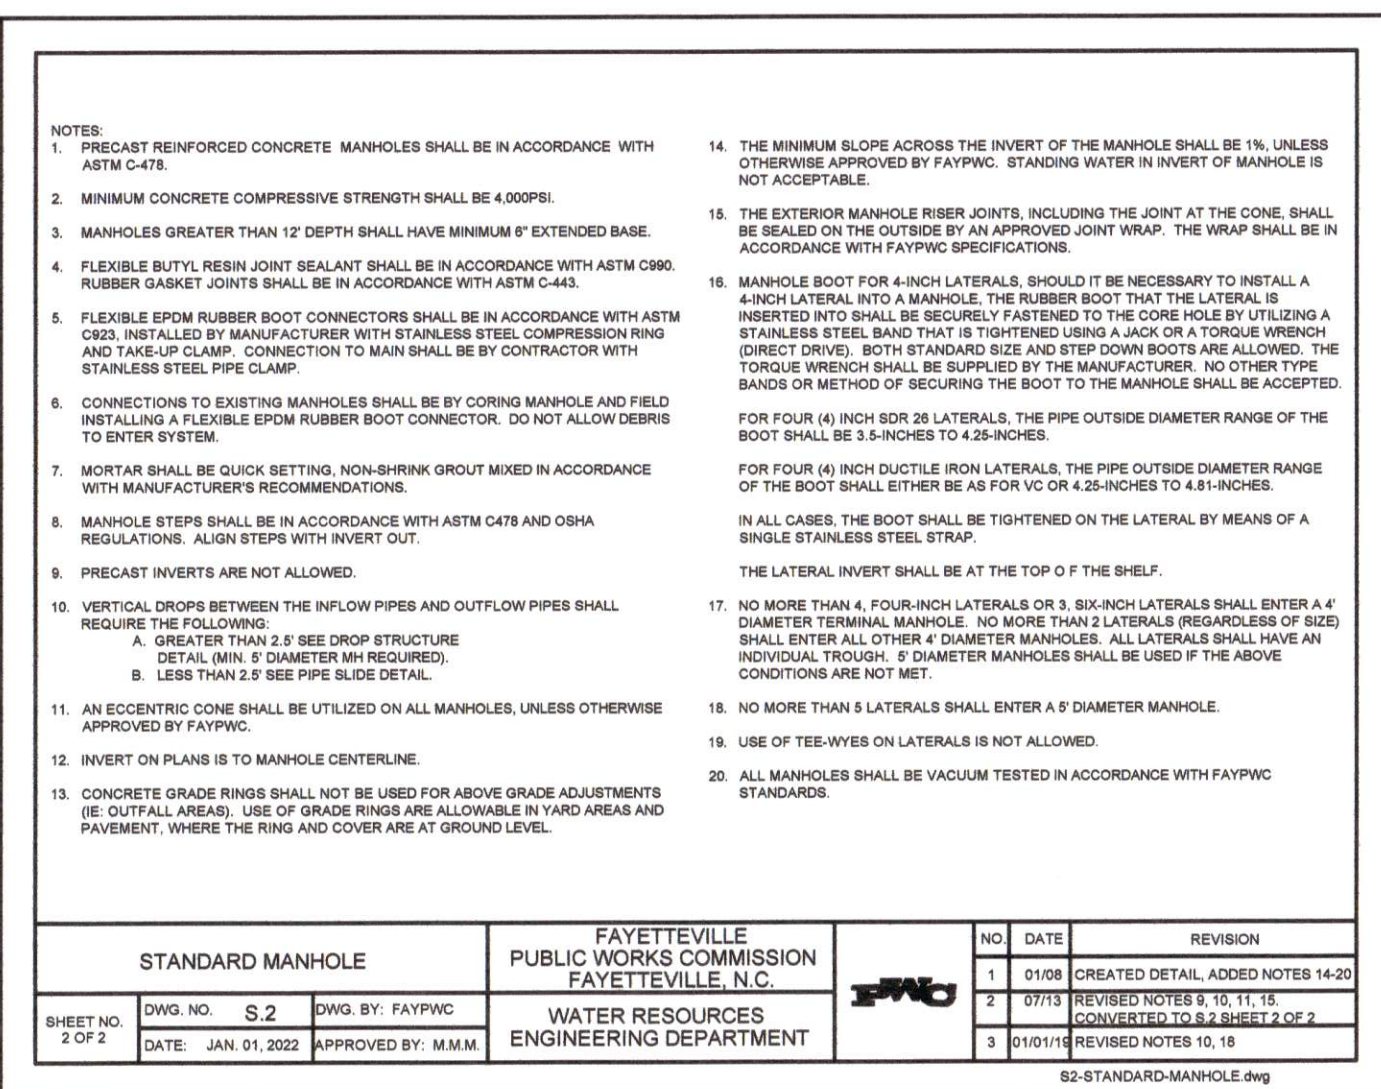 NOTES:
1. PRECAST REINFORCED CONCRETE MANHOLES SHALL BE IN ACCORDANCE WITH
ASTM C-478.
2. MINIMUM CONCRETE COMPRESSIVE STRENGTH SHALL BE 4,000PSI.
3. MANHOLES GREATER THAN 12' DEPTH SHALL HAVE MINIMUM 6" EXTENDED BASE.
4. FLEXIBLE BUTYL RESIN JOINT SEALANT SHALL BE IN ACCORDANCE WITH ASTM C990.
RUBBER GASKET JOINTS SHALL BE IN ACCORDANCE WITH ASTM C-443.
5. FLEXIBLE EPDM RUBBER BOOT CONNECTORS SHALL BE IN ACCORDANCE WITH ASTM
C923, INSTALLED BY MANUFACTURER WITH STAINLESS STEEL COMPRESSION RING
AND TAKE-UP CLAMP. CONNECTION TO MAIN SHALL BE BY CONTRACTOR WITH
STAINLESS STEEL PIPE CLAMP.
6. CONNECTIONS TO EXISTING MANHOLES SHALL BE BY CORING MANHOLE AND FIELD
INSTALLING A FLEXIBLE EPDM RUBBER BOOT CONNECTOR. DO NOT ALLOW DEBRIS
TO ENTER SYSTEM.
7. MORTAR SHALL BE QUICK SETTING, NON-SHRINK GROUT MIXED IN ACCORDANCE
WITH MANUFACTURER'S RECOMMENDATIONS.
8. MANHOLE STEPS SHALL BE IN ACCORDANCE WITH ASTM C478 AND OSHA
REGULATIONS. ALIGN STEPS WITH INVERT OUT.
9. PRECAST INVERTS ARE NOT ALLOWED.
10. VERTICAL DROPS BETWEEN THE INFLOW PIPES AND OUTFLOW PIPES SHALL
REQUIRE THE FOLLOWING:
A. GREATER THAN 2.5' SEE DROP STRUCTURE
DETAIL (MIN. 5' DIAMETER MH REQUIRED).
B. LESS THAN 2.5' SEE PIPE SLIDE DETAIL.
11. AN ECCENTRIC CONE SHALL BE UTILIZED ON ALL MANHOLES, UNLESS OTHERWISE
APPROVED BY FAYPWC.
12. INVERT ON PLANS IS TO MANHOLE CENTERLINE.
13. CONCRETE GRADE RINGS SHALL NOT BE USED FOR ABOVE GRADE ADJUSTMENTS
(IE: OUTFALL AREAS). USE OF GRADE RINGS ARE ALLOWABLE IN YARD AREAS AND
PAVEMENT, WHERE THE RING AND COVER ARE AT GROUND LEVEL.
14. THE MINIMUM SLOPE ACROSS THE INVERT OF THE MANHOLE SHALL BE 1%, UNLESS
OTHERWISE APPROVED BY FAYPWC. STANDING WATER IN INVERT OF MANHOLE IS
NOT ACCEPTABLE.
15. THE EXTERIOR MANHOLE RISER JOINTS, INCLUDING THE JOINT AT THE CONE, SHALL
BE SEALED ON THE OUTSIDE BY AN APPROVED JOINT WRAP. THE WRAP SHALL BE IN
ACCORDANCE WITH FAYPWC SPECIFICATIONS.
16. MANHOLE BOOT FOR 4-INCH LATERALS, SHOULD IT BE NECESSARY TO INSTALL A
4-INCH LATERAL INTO A MANHOLE, THE RUBBER BOOT THAT THE LATERAL IS
INSERTED INTO SHALL BE SECURELY FASTENED TO THE CORE HOLE BY UTILIZING A
STAINLESS STEEL BAND THAT IS TIGHTENED USING A JACK OR A TORQUE WRENCH
(DIRECT DRIVE). BOTH STANDARD SIZE AND STEP DOWN BOOTS ARE ALLOWED. THE
TORQUE WRENCH SHALL BE SUPPLIED BY THE MANUFACTURER. NO OTHER TYPE
BANDS OR METHOD OF SECURING THE BOOT TO THE MANHOLE SHALL BE ACCEPTED.
FOR FOUR (4) INCH SDR 26 LATERALS, THE PIPE OUTSIDE DIAMETER RANGE OF THE
BOOT SHALL BE 3.5-INCHES TO 4.25-INCHES.
FOR FOUR (4) INCH DUCTILE IRON LATERALS, THE PIPE OUTSIDE DIAMETER RANGE
OF THE BOOT SHALL EITHER BE AS FOR VC OR 4.25-INCHES TO 4.81-INCHES.
IN ALL CASES, THE BOOT SHALL BE TIGHTENED ON THE LATERAL BY MEANS OF A
SINGLE STAINLESS STEEL STRAP.
THE LATERAL INVERT SHALL BE AT THE TOP O F THE SHELF.
17. NO MORE THAN 4, FOUR-INCH LATERALS OR 3, SIX-INCH LATERALS SHALL ENTER A 4'
DIAMETER TERMINAL MANHOLE. NO MORE THAN 2 LATERALS (REGARDLESS OF SIZE)
SHALL ENTER ALL OTHER 4' DIAMETER MANHOLES. ALL LATERALS SHALL HAVE AN
INDIVIDUAL TROUGH. 5' DIAMETER MANHOLES SHALL BE USED IF THE ABOVE
CONDITIONS ARE NOT MET.
18. NO MORE THAN 5 LATERALS SHALL ENTER A 5' DIAMETER MANHOLE.
19. USE OF TEE-WYES ON LATERALS IS NOT ALLOWED.
20. ALL MANHOLES SHALL BE VACUUM TESTED IN ACCORDANCE WITH FAYPWC
STANDARDS.
STANDARD MANHOLE
SHEET NO.
2 OF 2
DWG. NO. S.2
DWG. BY: FAYPWC
DATE: JAN. 01, 2022
APPROVED BY: M.M.M.
FAYETTEVILLE
PUBLIC WORKS COMMISSION
FAYETTEVILLE, N.C.
WATER RESOURCES
ENGINEERING DEPARTMENT
PWC
NO. DATE REVISION
1 01/08 CREATED DETAIL, ADDED NOTES 14-20
2 07/13 REVISED NOTES 9, 10, 11, 15.
CONVERTED TO S.2 SHEET 2 OF 2
3 01/01/19 REVISED NOTES 10, 18
S2-STANDARD-MANHOLE.dwg